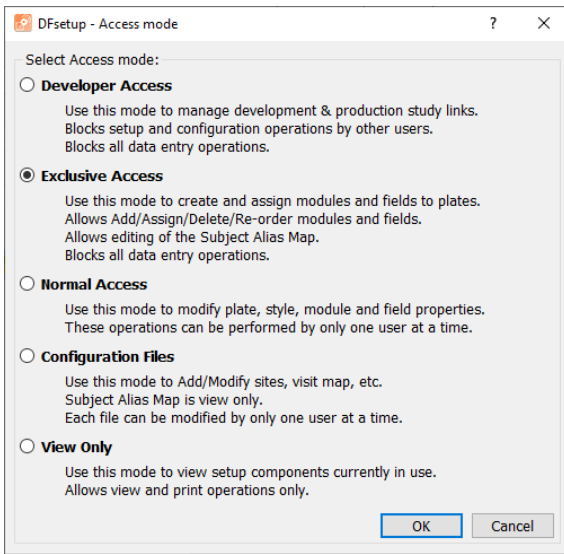 DFsetup - Access mode
?
Select Access mode:
Developer Access
Use this mode to manage development & production study links.
Blocks setup and configuration operations by other users.
Blocks all data entry operations.
Exclusive Access
Use this mode to create and assign modules and fields to plates.
Allows Add/Assign/Delete/Re-order modules and fields.
Allows editing of the Subject Alias Map.
Blocks all data entry operations.
Normal Access
Use this mode to modify plate, style, module and field properties.
These operations can be performed by only one user at a time.
Configuration Files
Use this mode to Add/Modify sites, visit map, etc.
Subject Alias Map is view only.
Each file can be modified by only one user at a time.
View Only
Use this mode to view setup components currently in use.
Allows view and print operations only.
OK Cancel